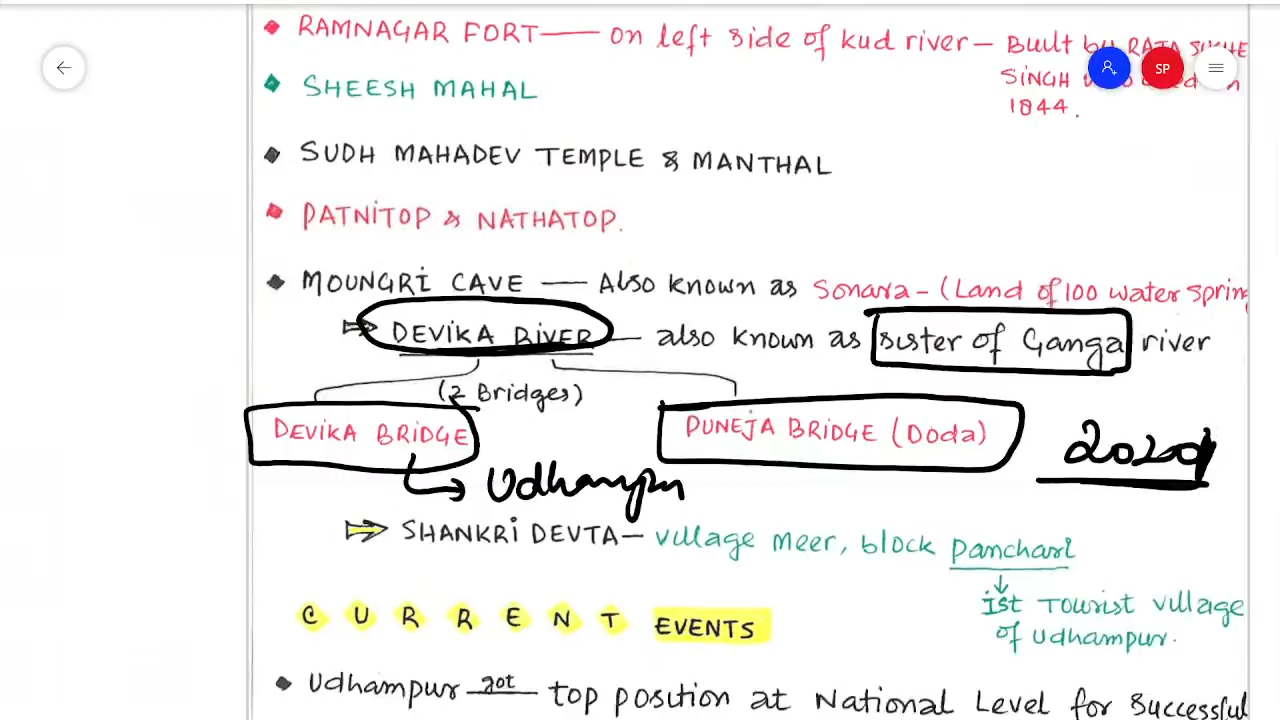 RAMNAGAR FORT — on left side of kud river — Built by RAJA
SINGH
1844.
SP
SHEESH MAHAL
SUDH MAHADEV TEMPLE & MANTHAL
PATNITOP & NATHATOP.
MOUNGRI CAVE — Also known as Sonara - (Land of 100 water spring
DEVIKA RIVER — also known as sister of Ganga river
(2 Bridges)
DEVIKA BRIDGE PUNEJA BRIDGE (Doda)
Udhampur
SHANKRI DEVTA — village meer, block Panchari
1st Tourist village
of Udhampur.
CURRENT EVENTS
Udhampur got top position at National Level for Successful